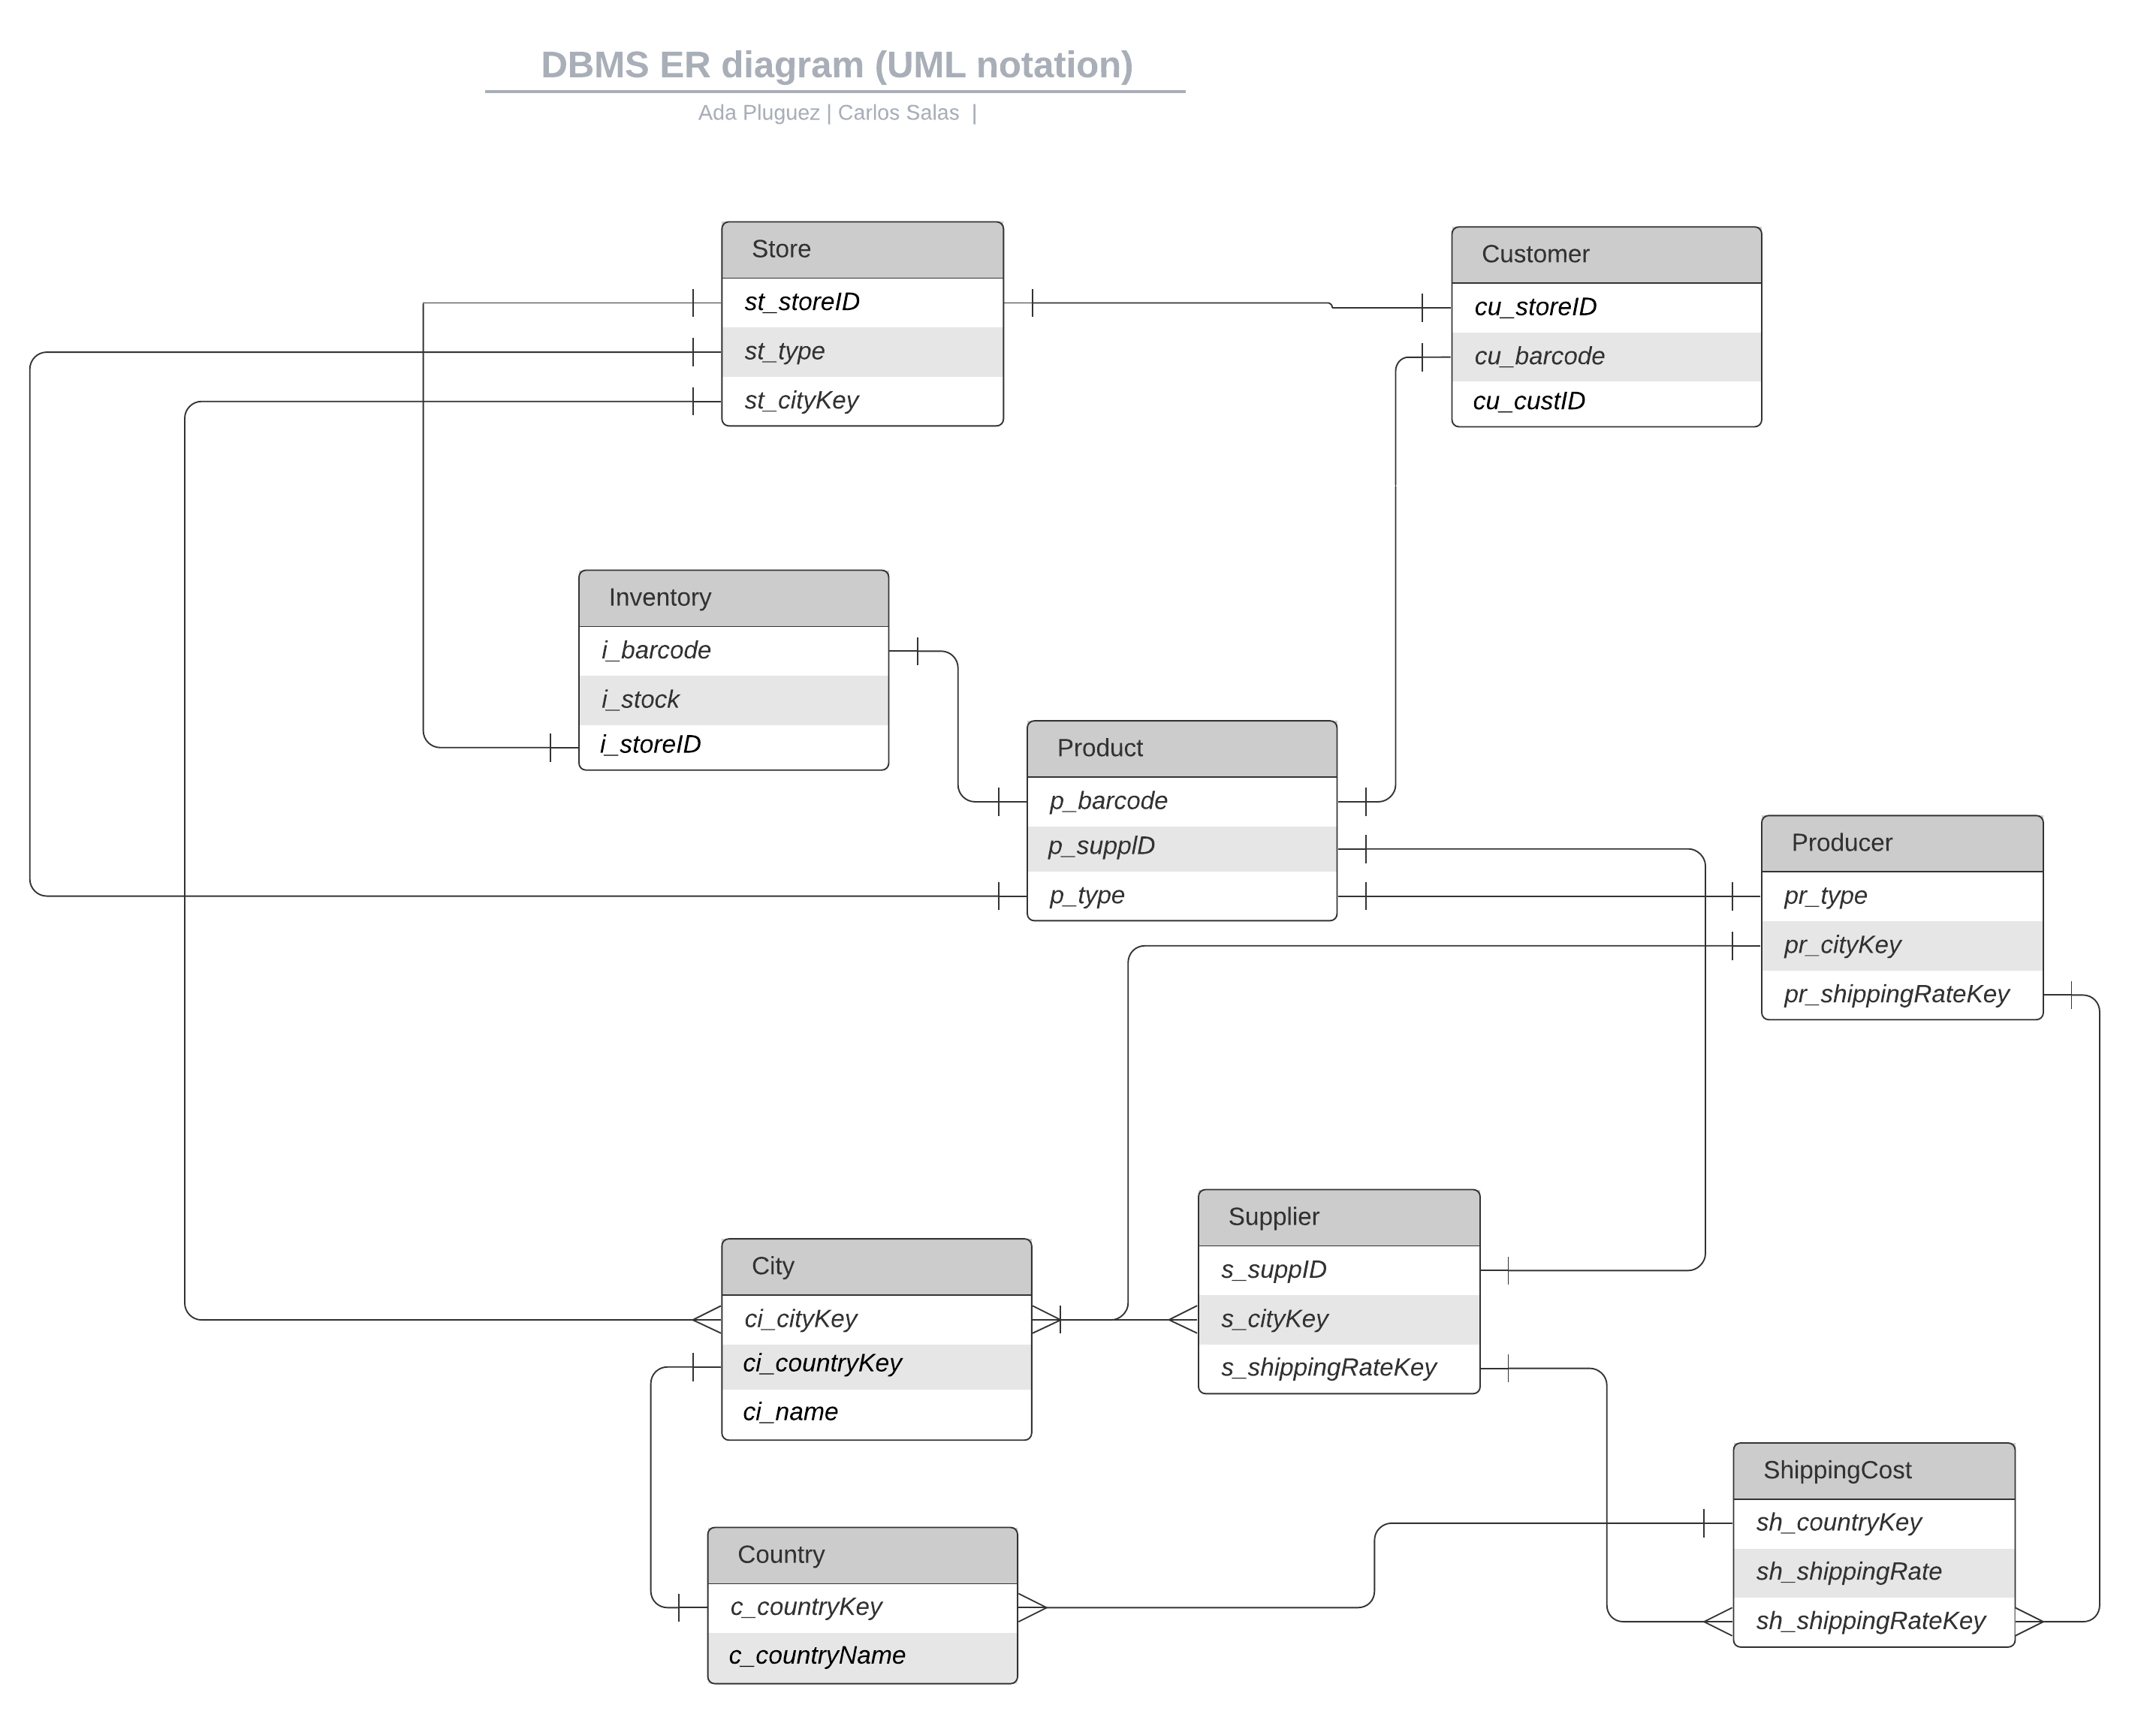 DBMS ER diagram (UML notation)
Ada Pluguez | Carlos Salas |
Store
st_storeID
st_type
st_cityKey
Customer
cu_storeID
cu_barcode
cu_custID
Inventory
i_barcode
i_stock
i_storeID
Product
p_barcode
p_supplD
p_type
Producer
pr_type
pr_cityKey
pr_shippingRateKey
City
ci_cityKey
ci_countryKey
ci_name
Supplier
s_suppID
s_cityKey
s_shippingRateKey
Country
c_countryKey
c_countryName
ShippingCost
sh_countryKey
sh_shippingRate
sh_shippingRateKey